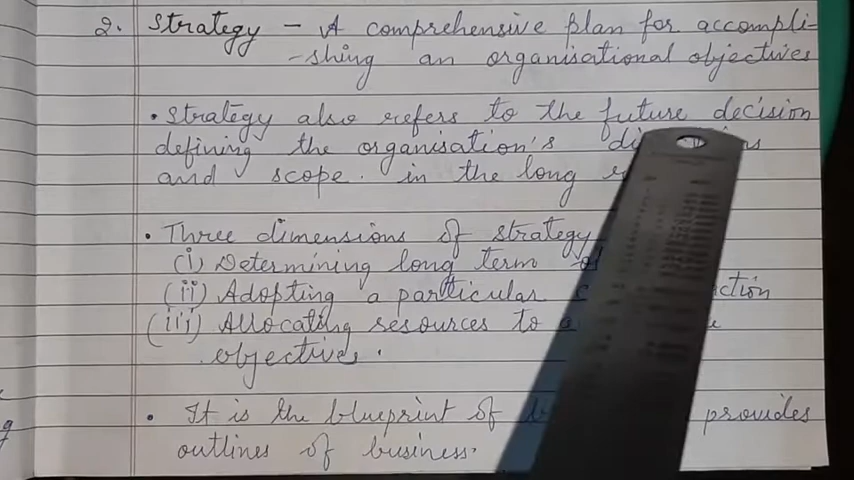 2. Strategy - A comprehensive plan for accompli-
-shing an organisational objectives
• Strategy also refers to the future decision
defining the organisation's
and scope. in the long
• Three dimensions of strategy
(i) Determining long term
(ii) Adopting a particular
(iii) Allocating resources to
objectives.
• It is the blueprint of provides
outlines of business.